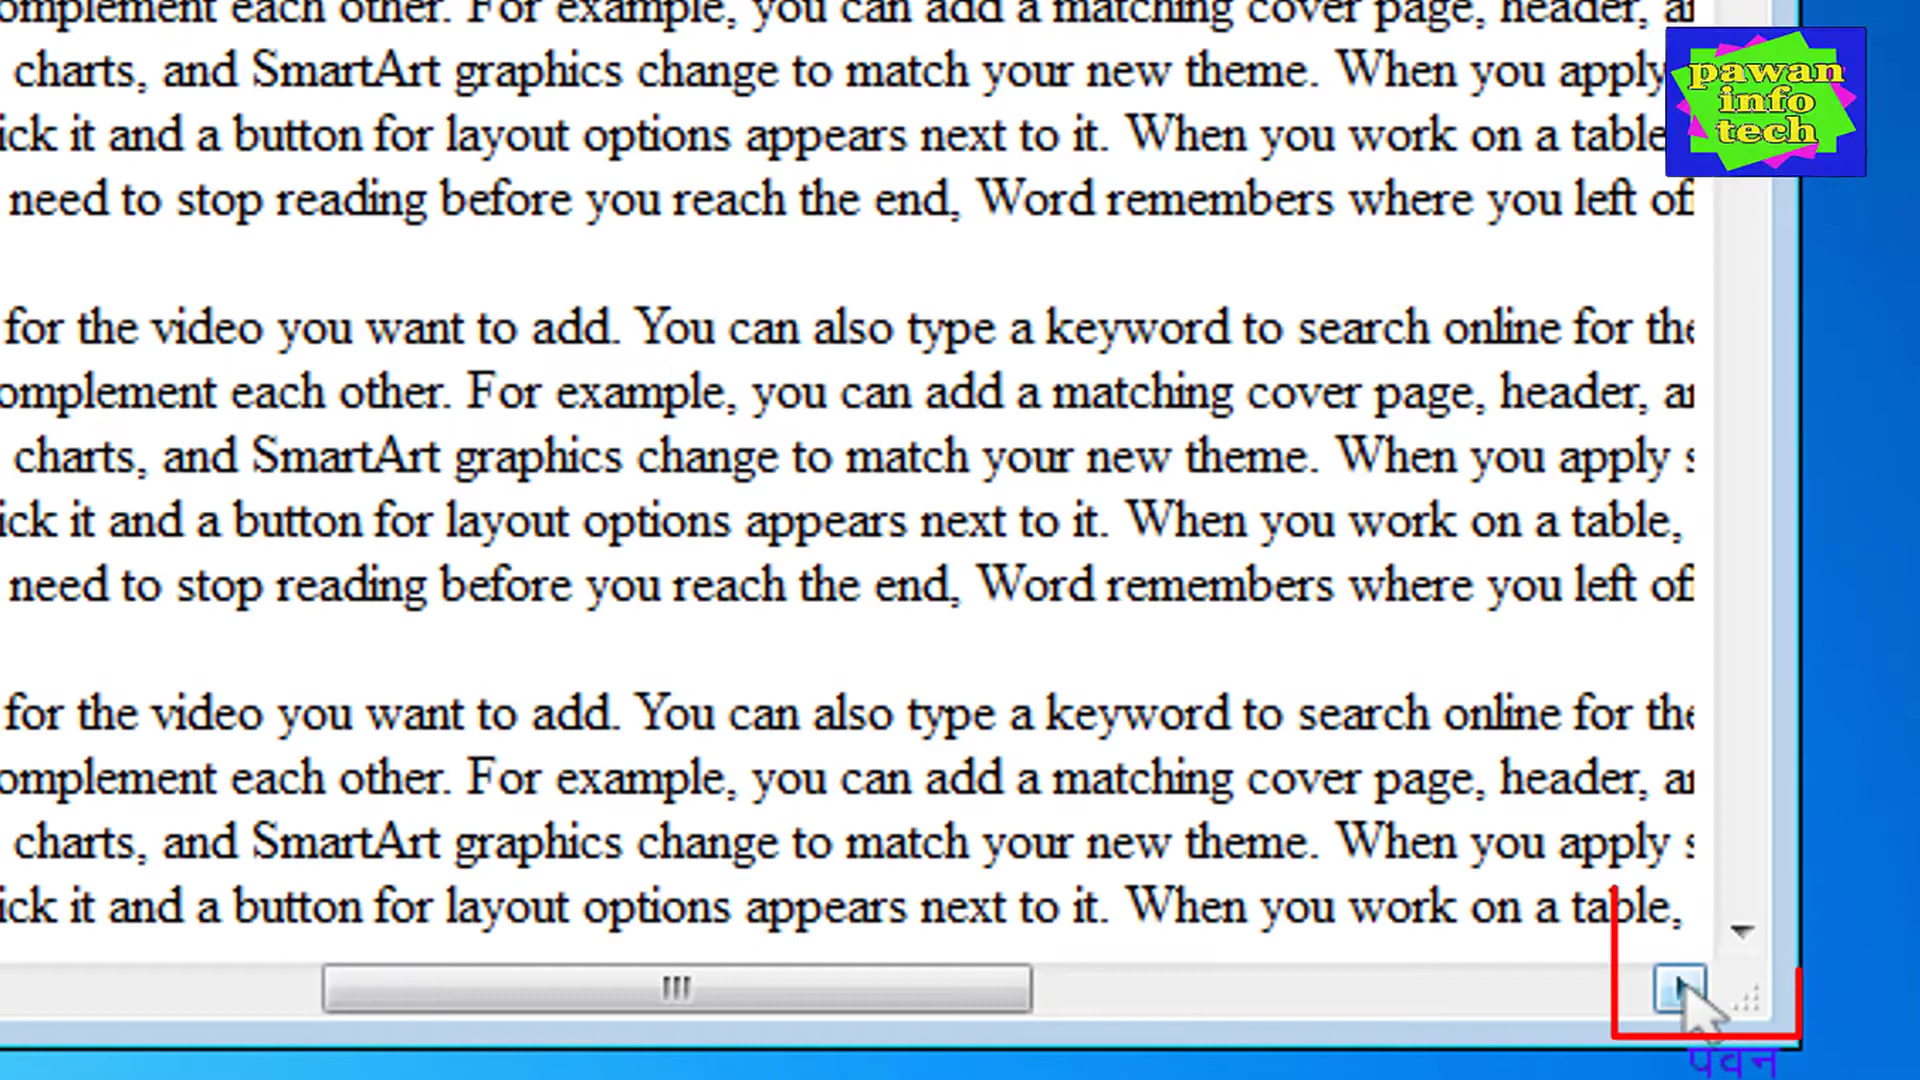 omplement each other. For example, you can add a matching cover page, header,
charts, and SmartArt graphics change to match your new theme. When you apply
ick it and a button for layout options appears next to it. When you work on a table
need to stop reading before you reach the end, Word remembers where you left of
for the video you want to add. You can also type a keyword to search online for the
omplement each other. For example, you can add a matching cover page, header,
charts, and SmartArt graphics change to match your new theme. When you apply s
ick it and a button for layout options appears next to it. When you work on a table,
need to stop reading before you reach the end, Word remembers where you left off
for the video you want to add. You can also type a keyword to search online for the
omplement each other. For example, you can add a matching cover page, header,
charts, and SmartArt graphics change to match your new theme. When you apply s
ick it and a button for layout options appears next to it. When you work on a table,
pawan
info
tech
पवन